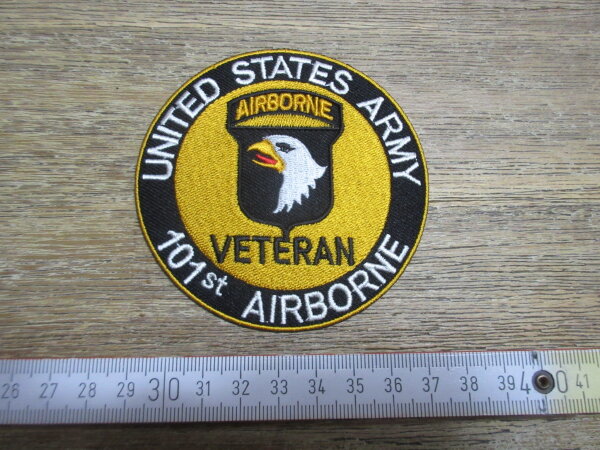 UNITED STATES ARMY
AIRBORNE
VETERAN
101st AIRBORNE
26 27 28 29 30 31 32 33 34 35 36 37 38 39 40 41